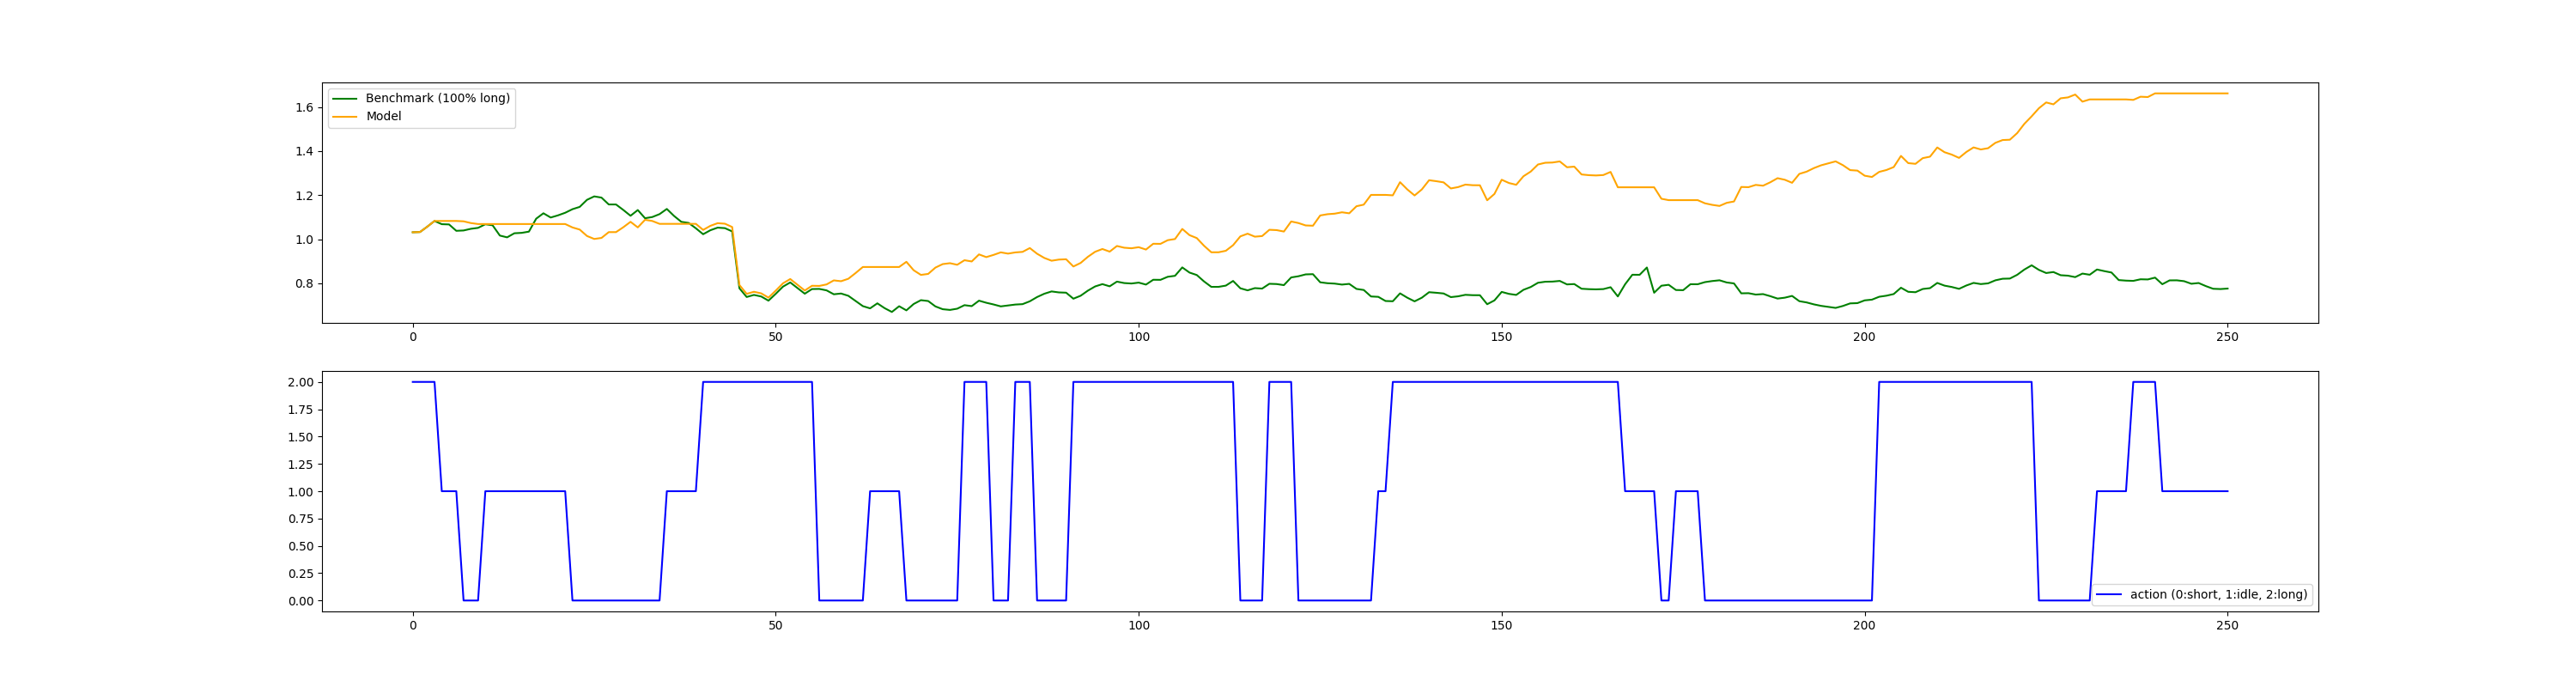 Benchmark (100% long)
Model
1.6
1.4
1.2
1.0
0.8
0 50 100 150 200 250
2.00
1.75
1.50
1.25
1.00
0.75
0.50
0.25
0.00
action (0:short, 1:idle, 2:long)
0 50 100 150 200 250